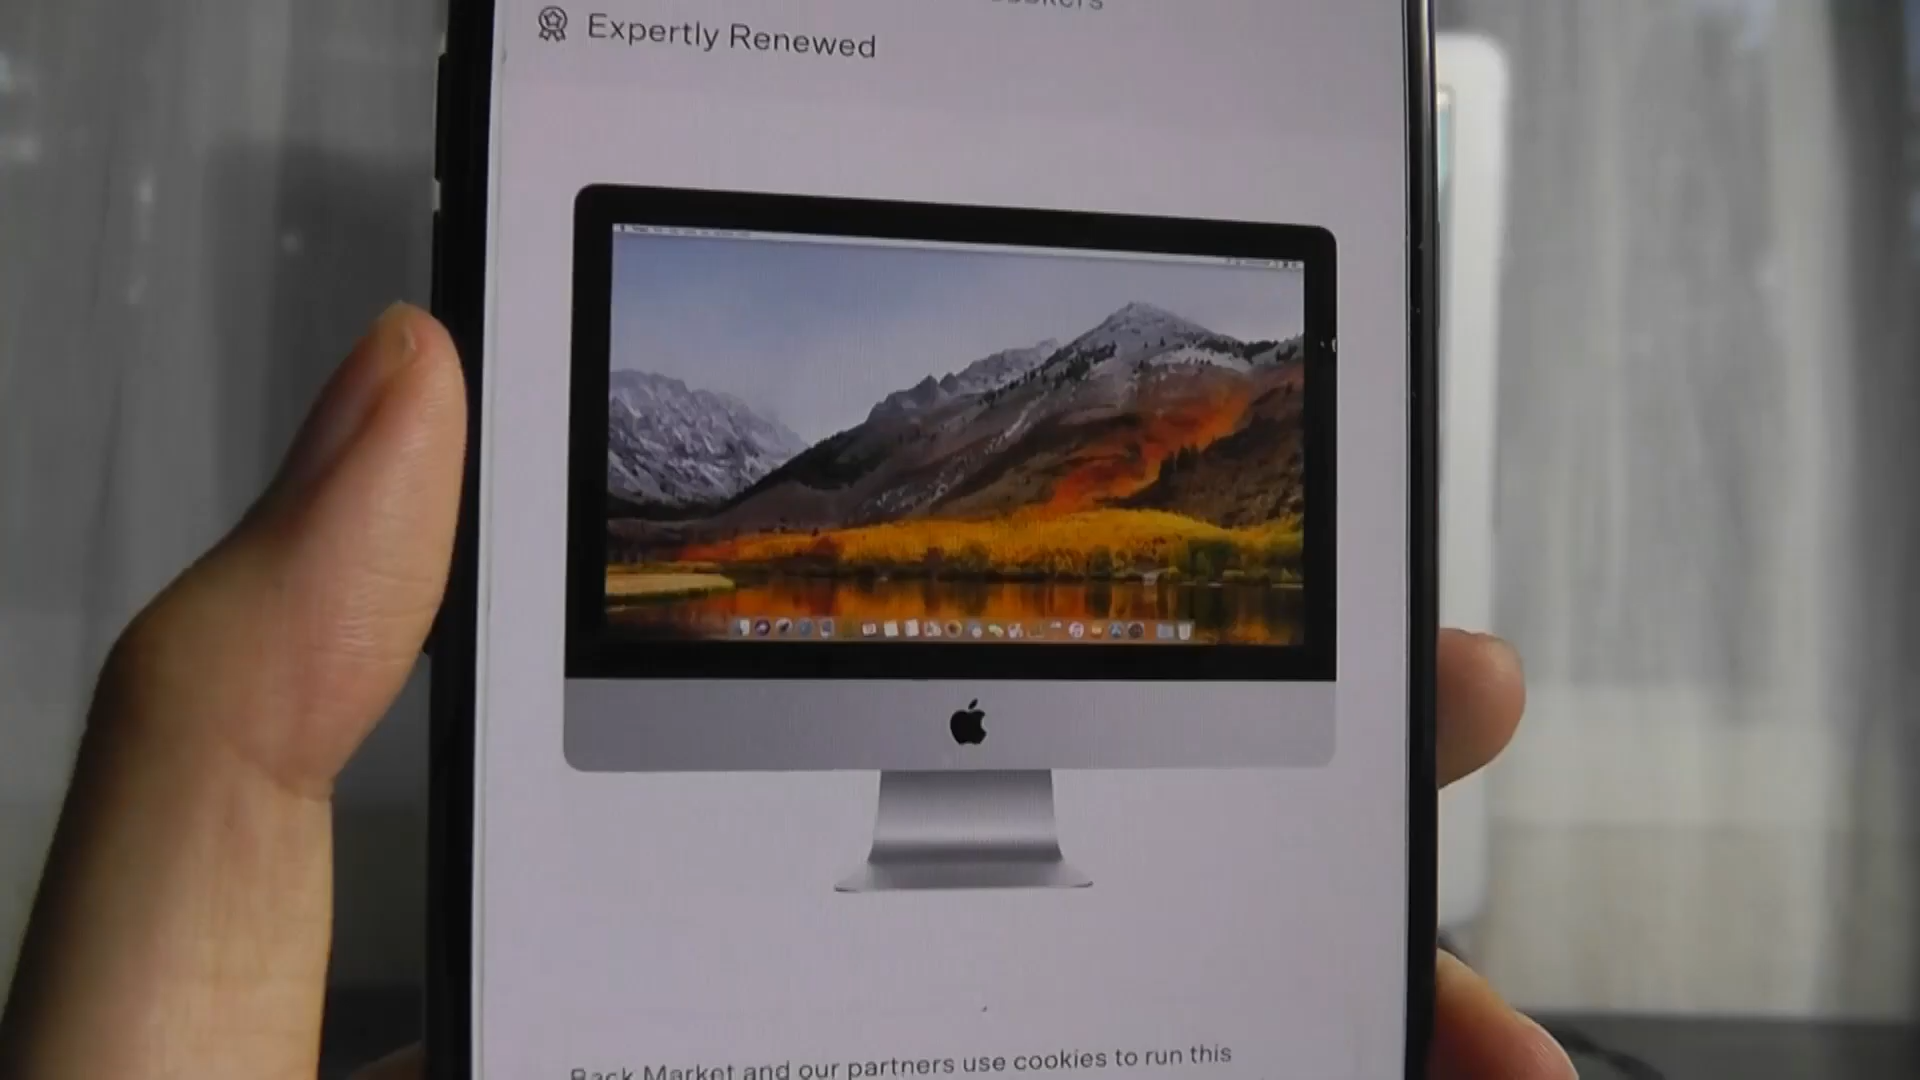 Expertly Renewed
Back Market and our partners use cookies to run this